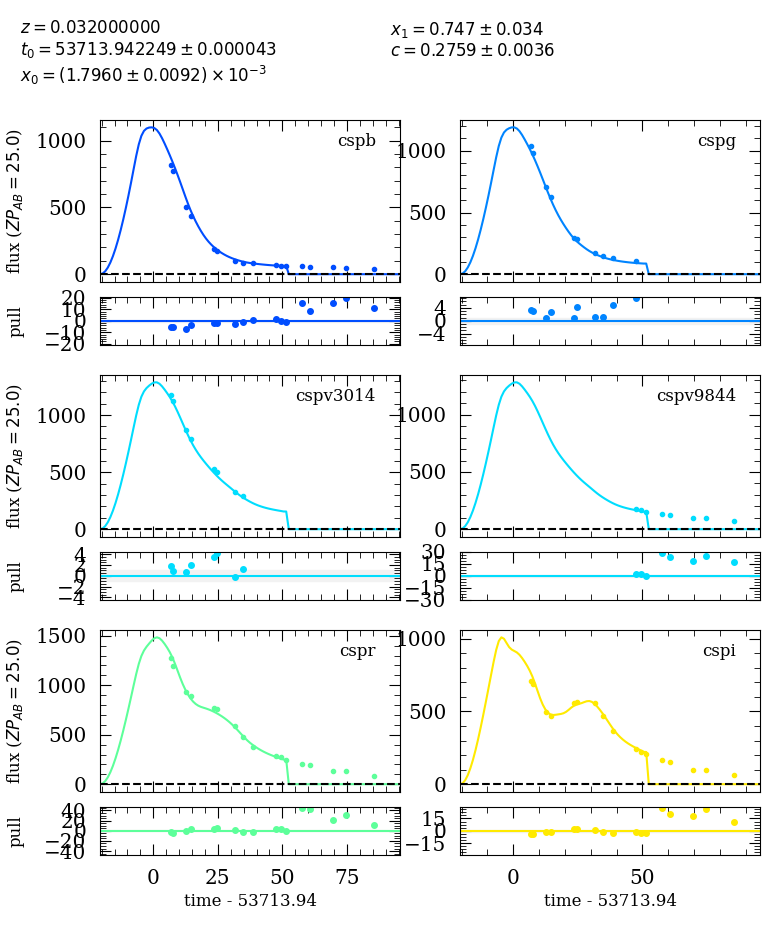 z = 0.032000000
t₀ = 53713.942249 ± 0.000043
x₀ = (1.7960 ± 0.0092) × 10⁻³
x₁ = 0.747 ± 0.034
c = 0.2759 ± 0.0036
flux (ZP_AB = 25.0)
1000
500
0
cspb
1000
500
0
cspg
pull
20
10
0
−10
−20
4
0
−4
flux (ZP_AB = 25.0)
1000
500
0
cspv3014
1000
500
0
cspv9844
pull
4
2
0
−2
−4
30
15
0
−15
−30
flux (ZP_AB = 25.0)
1500
1000
500
0
cspr
1000
500
0
cspi
pull
40
20
0
−20
−40
15
0
−15
0 25 50 75
0 50
time - 53713.94
time - 53713.94